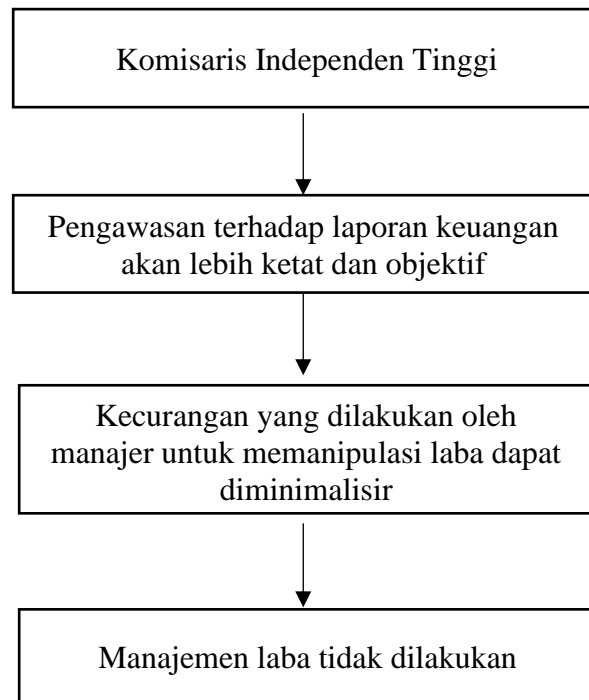 Komisaris Independen Tinggi
Pengawasan terhadap laporan keuangan
akan lebih ketat dan objektif
Kecurangan yang dilakukan oleh
manajer untuk memanipulasi laba dapat
diminimalisir
Manajemen laba tidak dilakukan